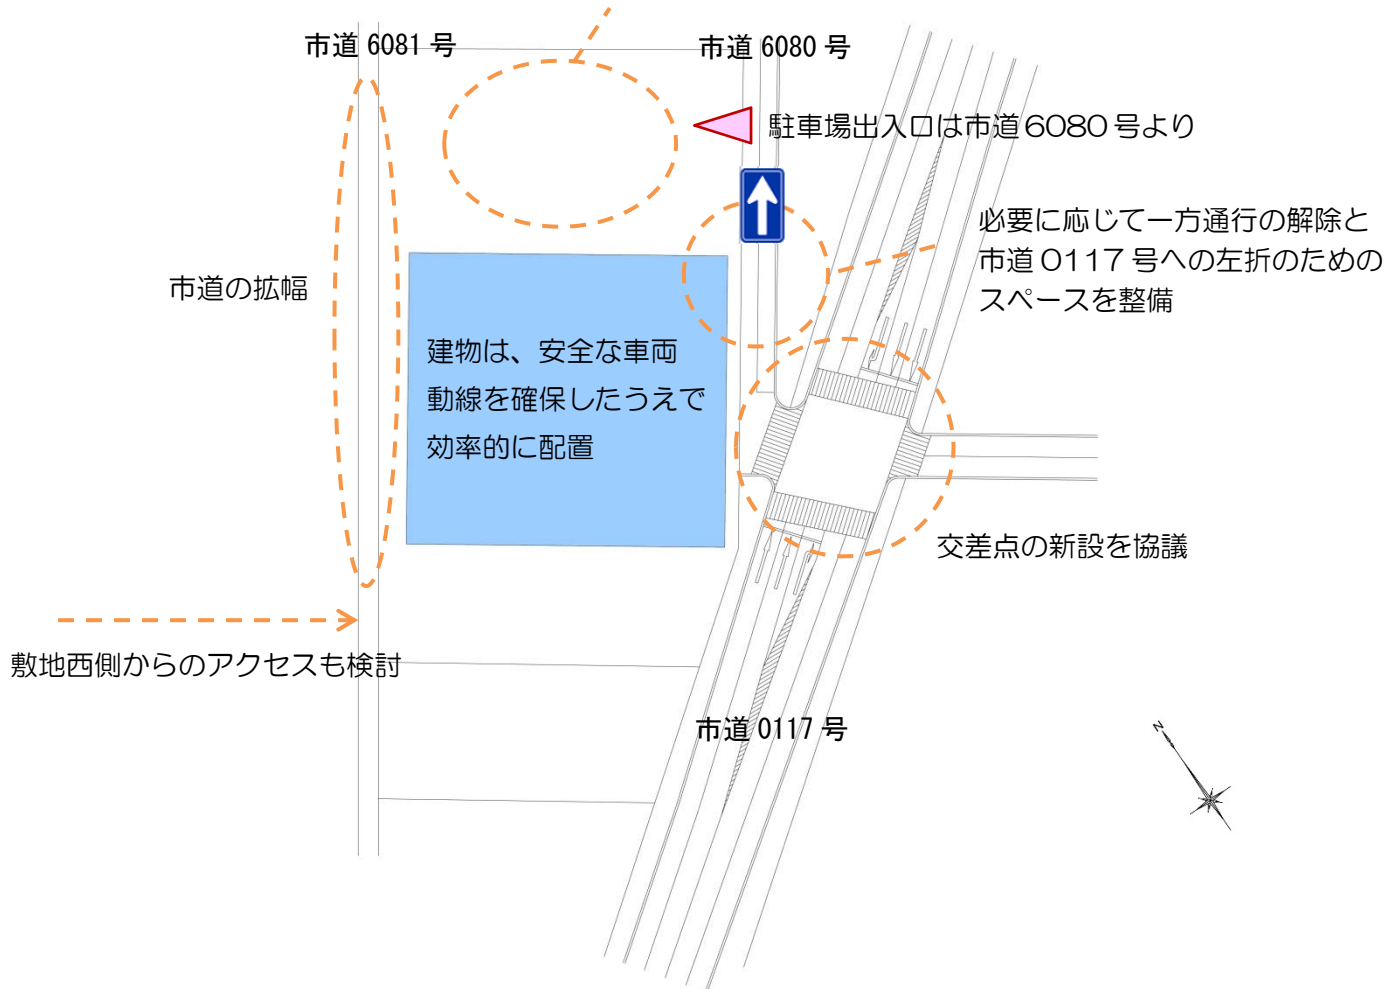 市道 6081 号
市道 6080 号
駐車場出入口は市道6080号より
必要に応じて一方通行の解除と
市道0117号への左折のための
スペースを整備
市道の拡幅
建物は、安全な車両
動線を確保したうえで
効率的に配置
交差点の新設を協議
敷地西側からのアクセスも検討
市道 0117 号
N